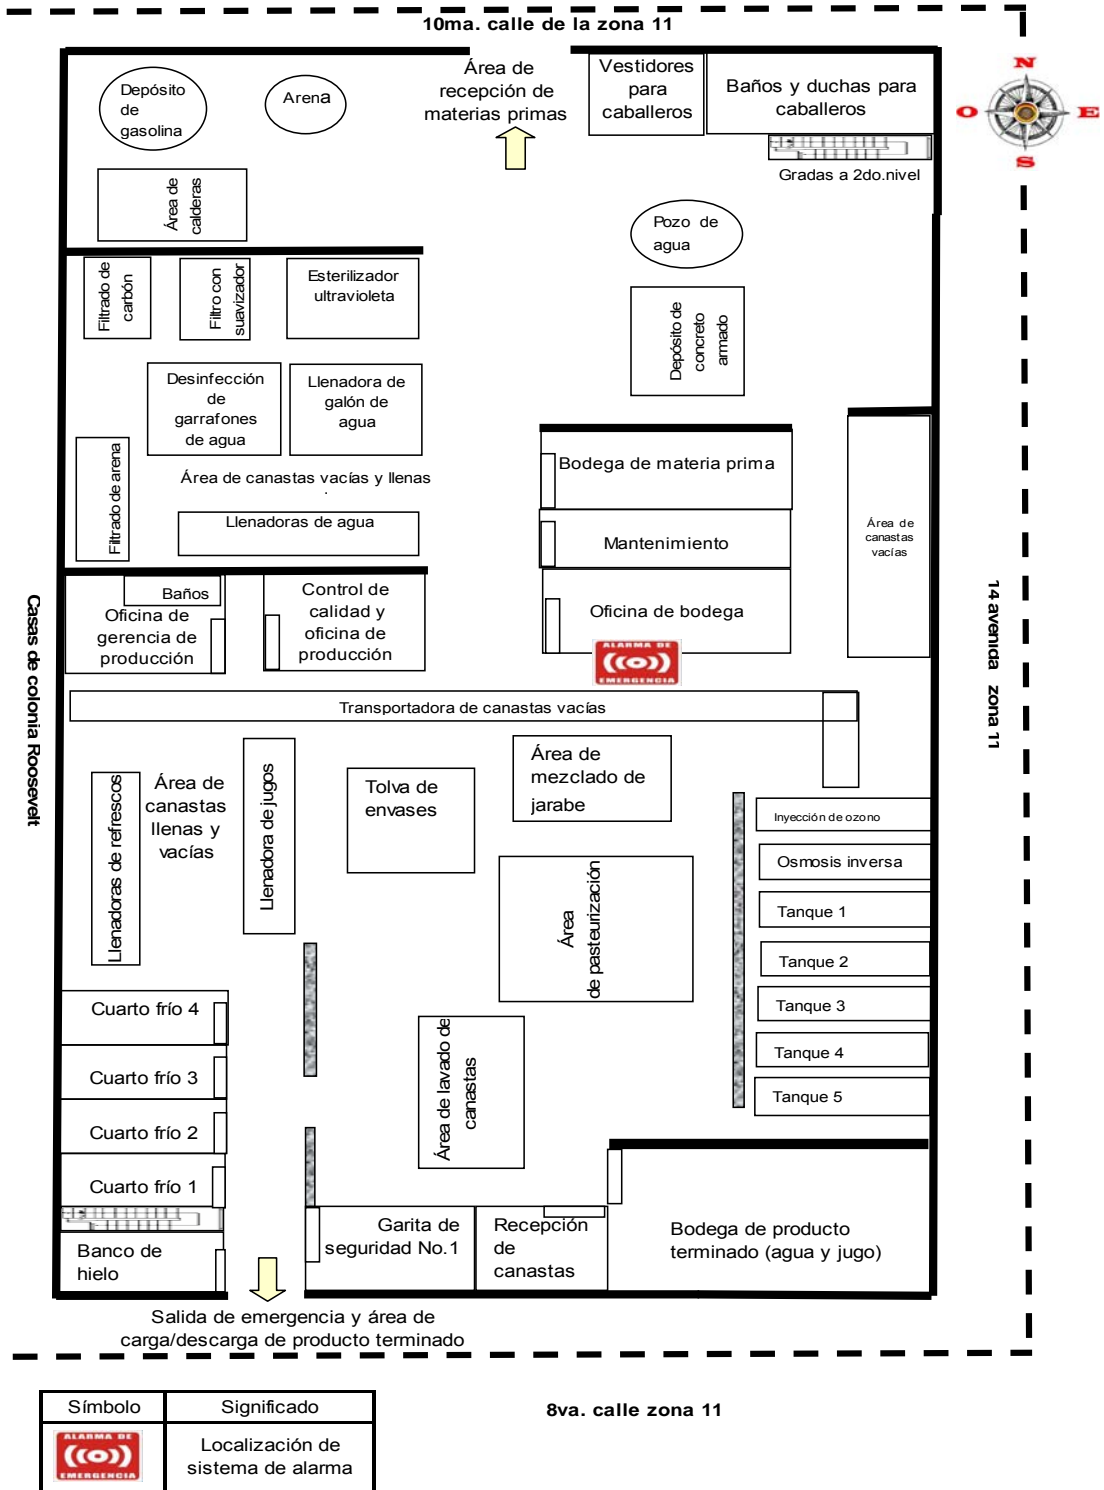 10ma. calle de la zona 11
N
O
E
S
Depósito
de
gasolina
Arena
Área de
recepción de
materias primas
Vestidores
para
caballeros
Baños y duchas para
caballeros
Gradas a 2do.nivel
Área de
calderas
Pozo de
agua
Filtrado de
carbón
Filtro con
suavizador
Esterilizador
ultravioleta
Depósito de
concreto
armado
Desinfección
de
garrafones
de agua
Llenadora de
galón de
agua
Filtrado de arena
Área de canastas vacías y llenas
Llenadoras de agua
Bodega de materia prima
Mantenimiento
Oficina de bodega
Área de
canastas
vacías
Baños
Oficina de
gerencia de
producción
Control de
calidad y
oficina de
producción
ALARMA DE
EMERGENCIA
Casas de colonia Roosevelt
14 avenida zona 11
Transportadora de canastas vacías
Llenadoras de refrescos
Área de
canastas
llenas y
vacías
Llenadora de jugos
Tolva de
envases
Área de
mezclado de
jarabe
Inyección de ozono
Osmosis inversa
Tanque 1
Tanque 2
Tanque 3
Tanque 4
Tanque 5
Área
de pasteurización
Área de lavado de
canastas
Cuarto frío 4
Cuarto frío 3
Cuarto frío 2
Cuarto frío 1
Banco de
hielo
Garita de
seguridad No.1
Recepción
de
canastas
Bodega de producto
terminado (agua y jugo)
Salida de emergencia y área de
carga/descarga de producto terminado
8va. calle zona 11
Símbolo
Significado
ALARMA DE
EMERGENCIA
Localización de
sistema de alarma